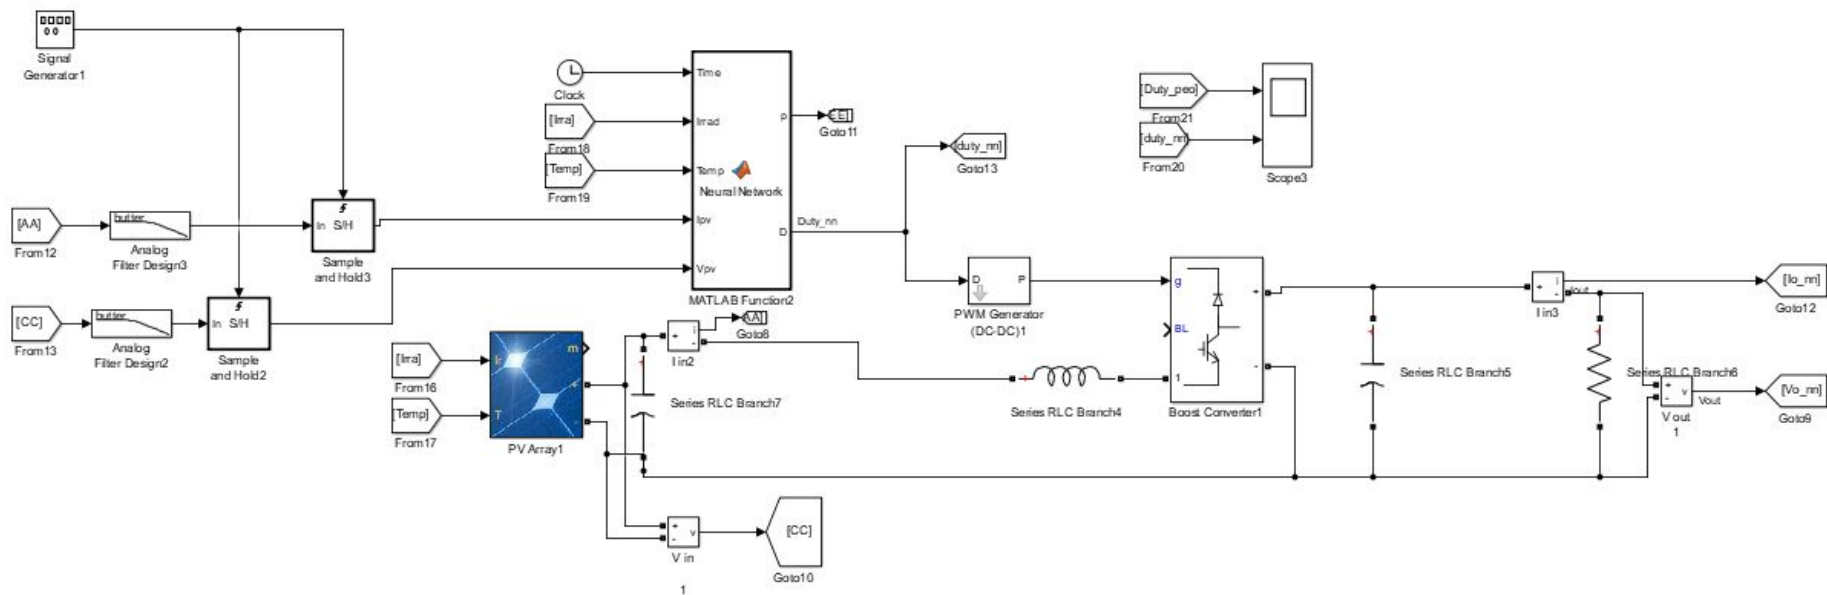 Signal
Generator1
Clock
Time
[Irra]
From18
Irrad
[Temp]
From19
Temp
Neural Network
Ipv
Vpv
P
D
MATLAB Function2
Goto11
Duty_nn
[duty_nn]
Goto13
[Duty_peo]
From21
[duty_nn]
From20
Scope3
[AA]
From12
butter
Analog
Filter Design3
In
S/H
Sample
and Hold3
[CC]
From13
butter
Analog
Filter Design2
In
S/H
Sample
and Hold2
[Irra]
From16
[Temp]
From17
Ir
T
m
+
-
PV Array1
Series RLC Branch7
+
-
i
I in2
[AA]
Goto8
+
-
v
V in
1
[CC]
Goto10
Series RLC Branch4
D
P
PWM Generator
(DC-DC)1
g
BL
1
+
-
Boost Converter1
Series RLC Branch5
+
-
i
I in3
Iout
[Io_nn]
Goto12
Series RLC Branch6
+
-
v
V out
1
Vout
[Vo_nn]
Goto9